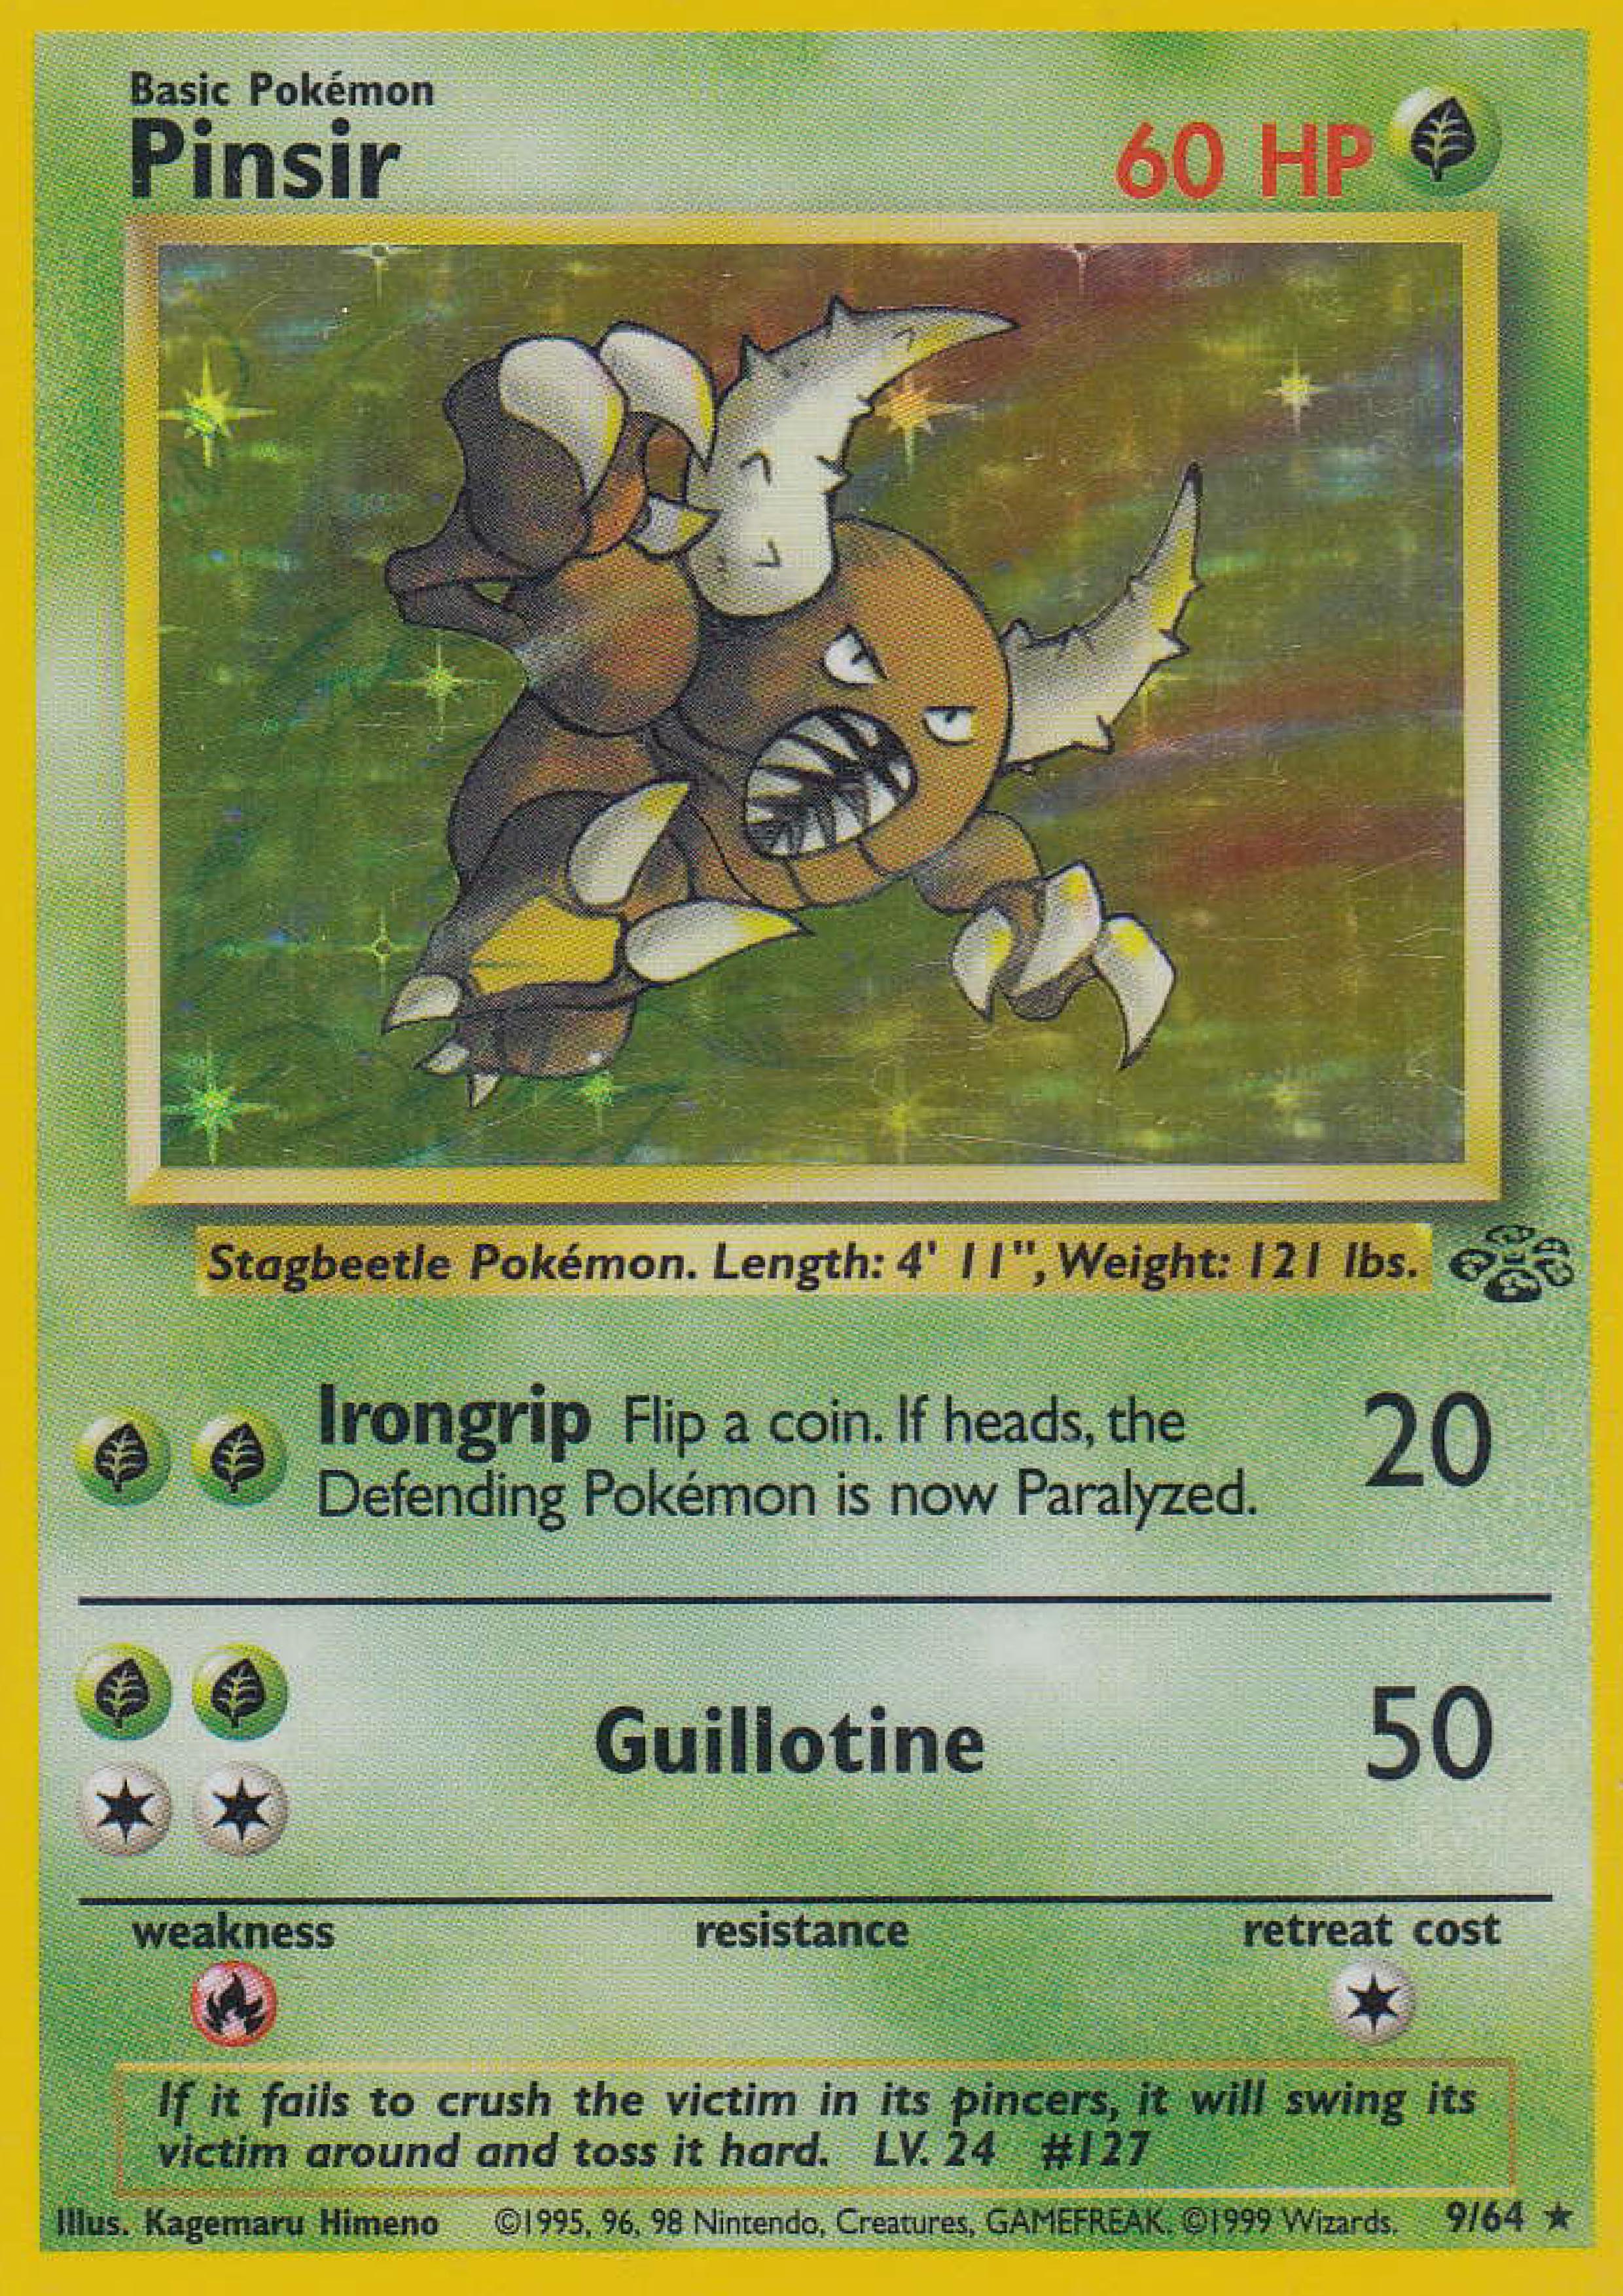 Basic Pokémon
Pinsir
60 HP
Stagbeetle Pokémon. Length: 4' 11", Weight: 121 lbs.
Irongrip Flip a coin. If heads, the
Defending Pokémon is now Paralyzed.
20
Guillotine
50
weakness
resistance
retreat cost
If it fails to crush the victim in its pincers, it will swing its
victim around and toss it hard. LV. 24 #127
Illus. Kagemaru Himeno ©1995, 96, 98 Nintendo, Creatures, GAMEFREAK. ©1999 Wizards. 9/64 ★